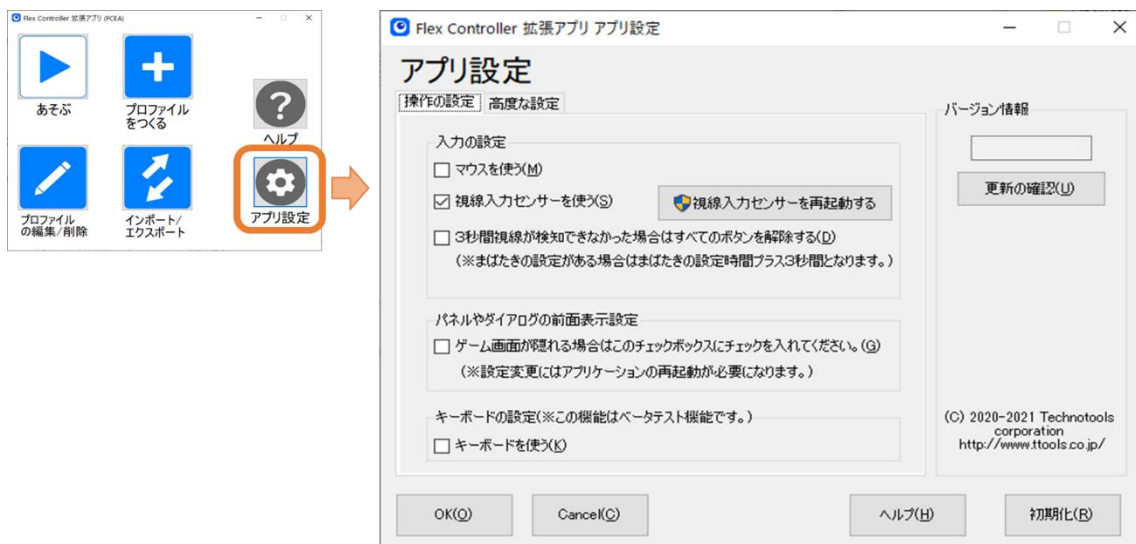 Flex Controller 拡張アプリ (FCEA)
あそぶ
プロファイル
をつくる
ヘルプ
プロファイル
の編集/削除
インポート/
エクスポート
アプリ設定
Flex Controller 拡張アプリ アプリ設定
アプリ設定
操作の設定
高度な設定
入力の設定
マウスを使う(M)
視線入力センサーを使う(S)
視線入力センサーを再起動する
3秒間視線が検知できなかった場合はすべてのボタンを解除する(D)
(※まばたきの設定がある場合はまばたきの設定時間プラス3秒間となります。)
パネルやダイアログの前面表示設定
ゲーム画面が隠れる場合はこのチェックボックスにチェックを入れてください。(G)
(※設定変更にはアプリケーションの再起動が必要になります。)
キーボードの設定(※この機能はベータテスト機能です。)
キーボードを使う(K)
バージョン情報
更新の確認(U)
(C) 2020-2021 Technotools
corporation
http://www.ttools.co.jp/
OK(O)
Cancel(C)
ヘルプ(H)
初期化(R)